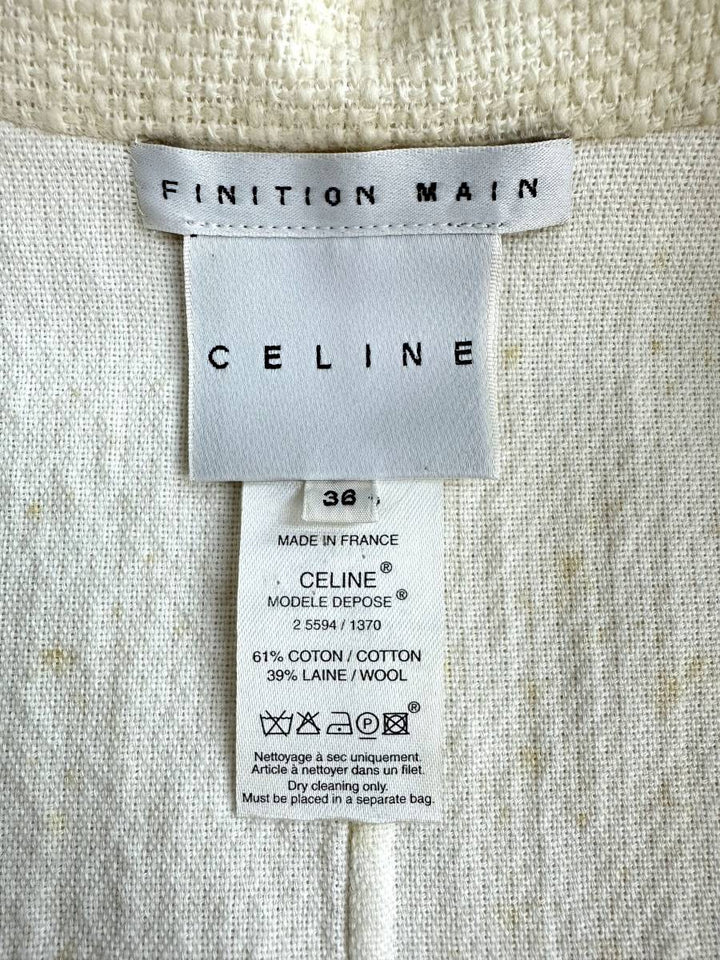 FINITION MAIN
CELINE
36
MADE IN FRANCE
CELINE®
MODELE DEPOSE®
2 5594 / 1370
61% COTON / COTTON
39% LAINE / WOOL
P ®
Nettoyage à sec uniquement.
Article à nettoyer dans un filet.
Dry cleaning only.
Must be placed in a separate bag.